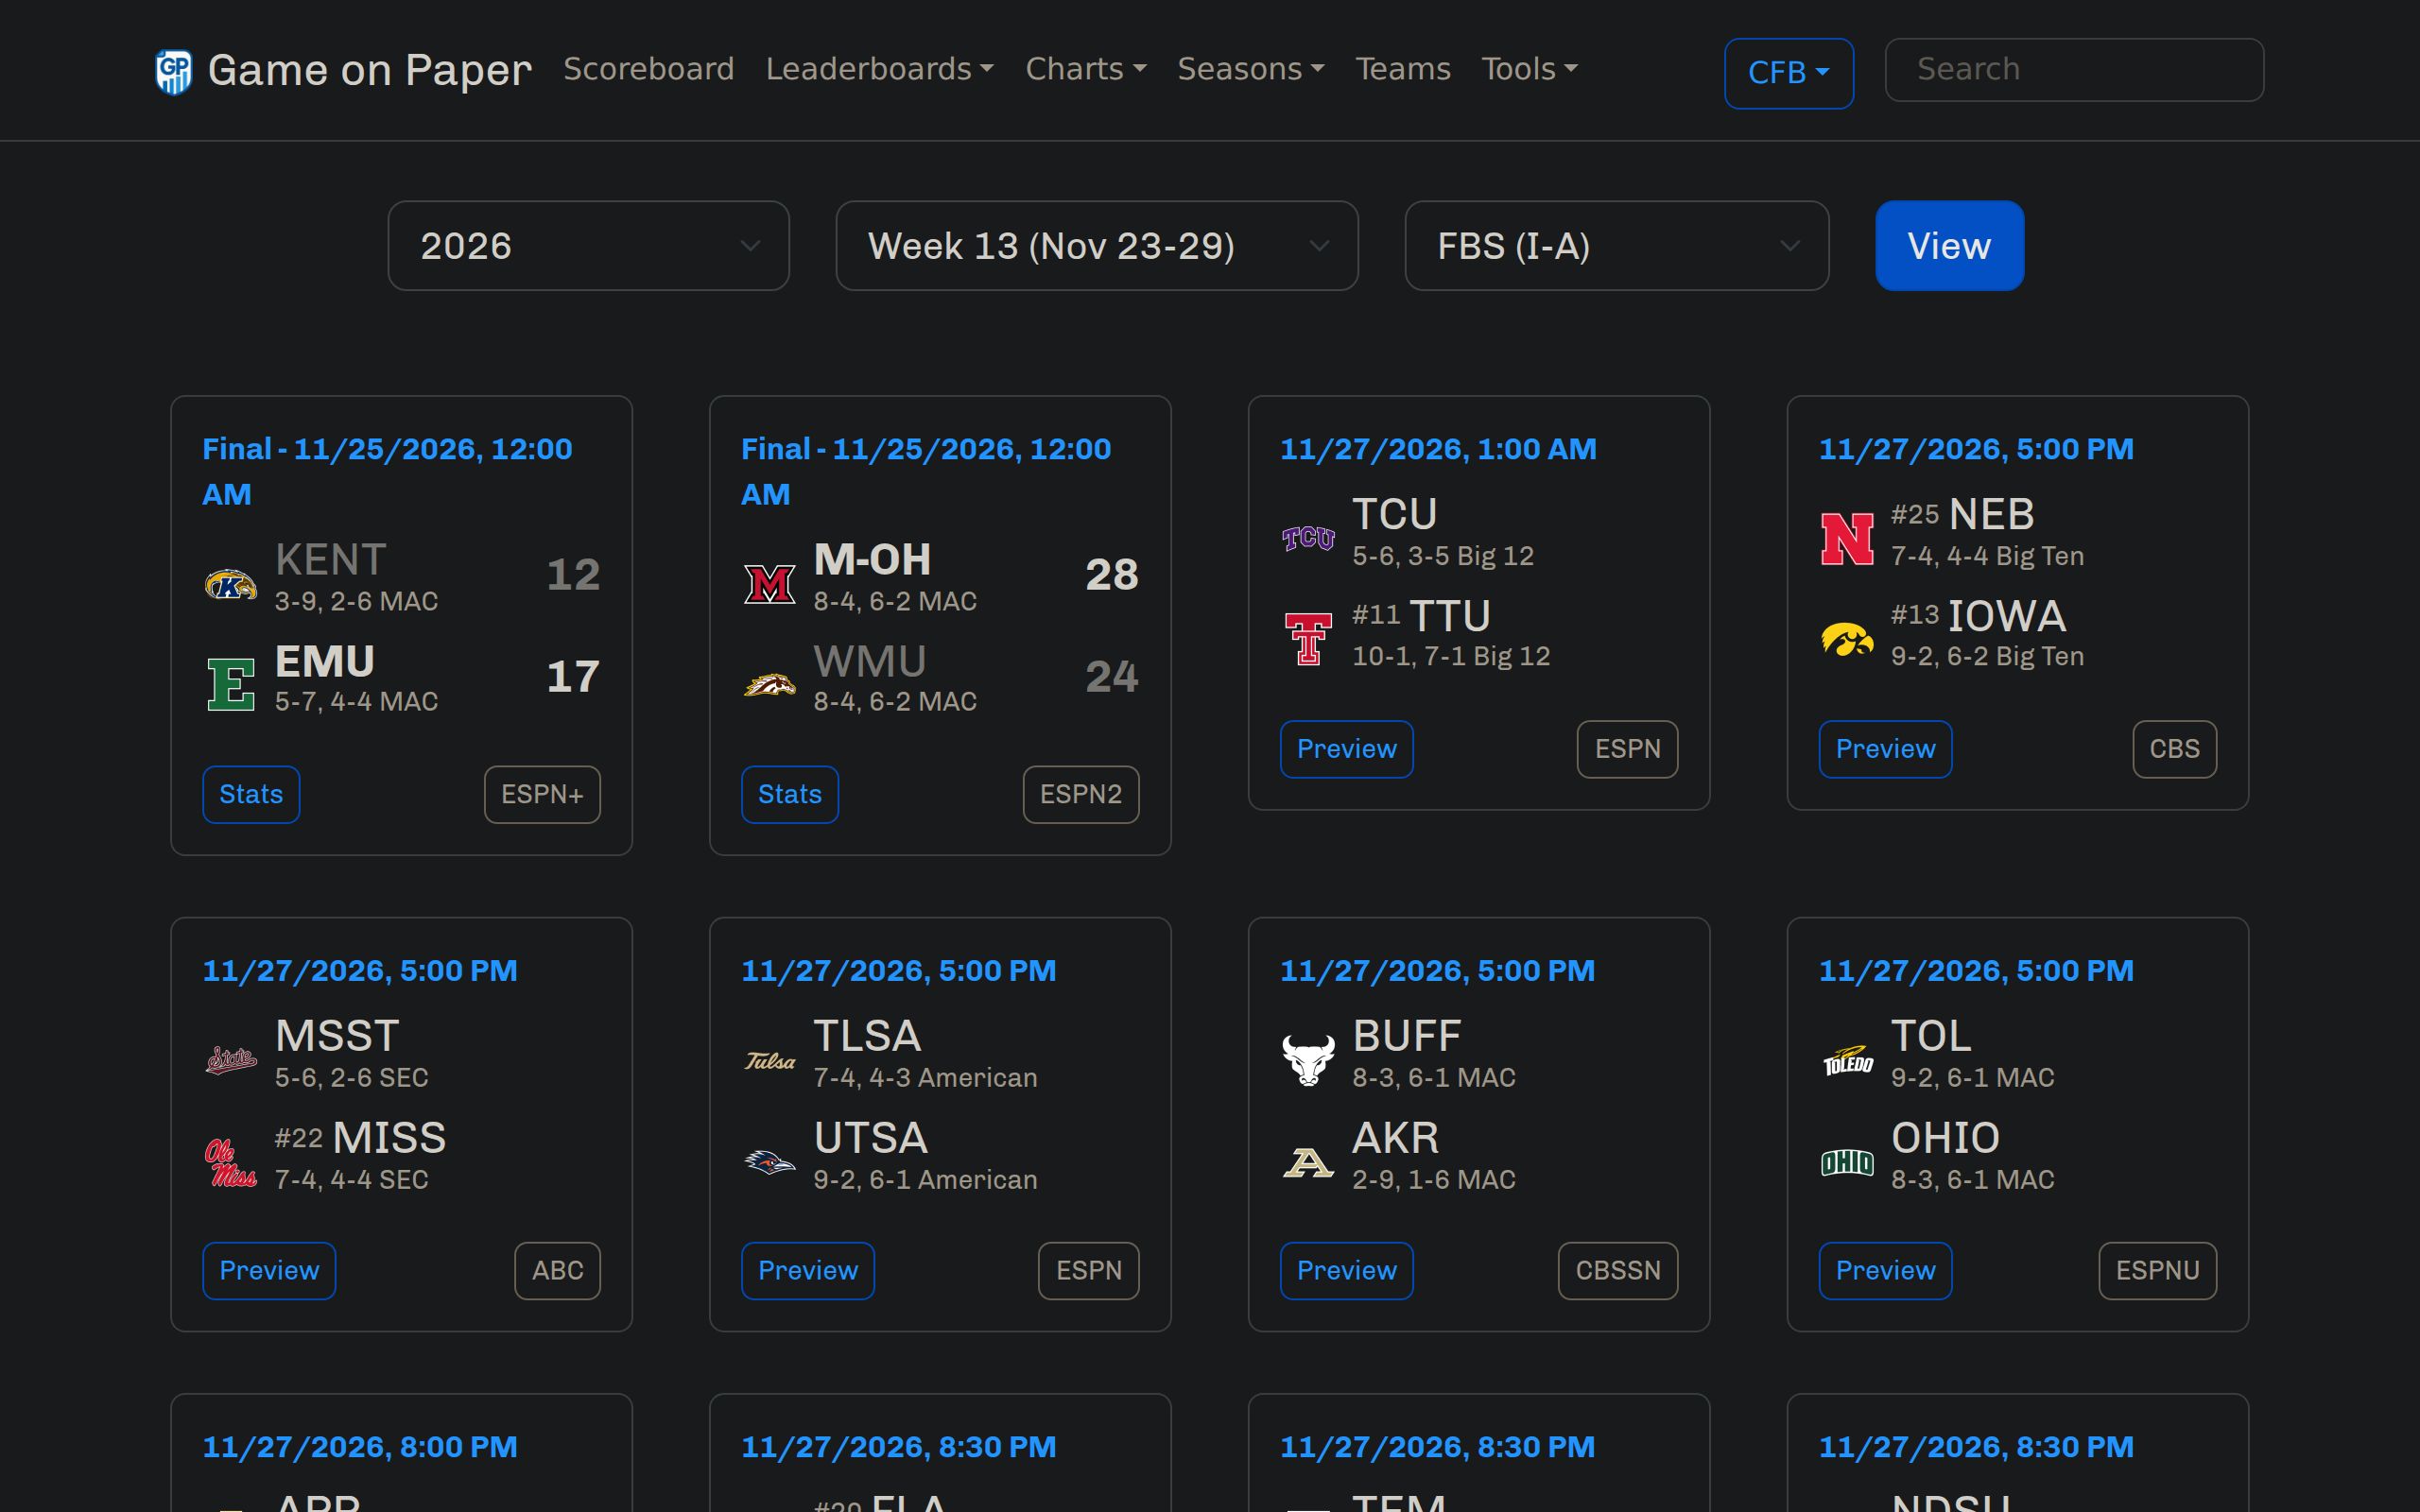 Game on Paper Scoreboard Leaderboards Charts Seasons Teams Tools CFB Search
2026 Week 13 (Nov 23-29) FBS (I-A) View
Final - 11/25/2026, 12:00 AM
KENT 12
3-9, 2-6 MAC
EMU 17
5-7, 4-4 MAC
Stats ESPN+
Final - 11/25/2026, 12:00 AM
M-OH 28
8-4, 6-2 MAC
WMU 24
8-4, 6-2 MAC
Stats ESPN2
11/27/2026, 1:00 AM
TCU
5-6, 3-5 Big 12
#11 TTU
10-1, 7-1 Big 12
Preview ESPN
11/27/2026, 5:00 PM
#25 NEB
7-4, 4-4 Big Ten
#13 IOWA
9-2, 6-2 Big Ten
Preview CBS
11/27/2026, 5:00 PM
MSST
5-6, 2-6 SEC
#22 MISS
7-4, 4-4 SEC
Preview ABC
11/27/2026, 5:00 PM
TLSA
7-4, 4-3 American
UTSA
9-2, 6-1 American
Preview ESPN
11/27/2026, 5:00 PM
BUFF
8-3, 6-1 MAC
AKR
2-9, 1-6 MAC
Preview CBSSN
11/27/2026, 5:00 PM
TOL
9-2, 6-1 MAC
OHIO
8-3, 6-1 MAC
Preview ESPNU
11/27/2026, 8:00 PM
11/27/2026, 8:30 PM
11/27/2026, 8:30 PM
11/27/2026, 8:30 PM